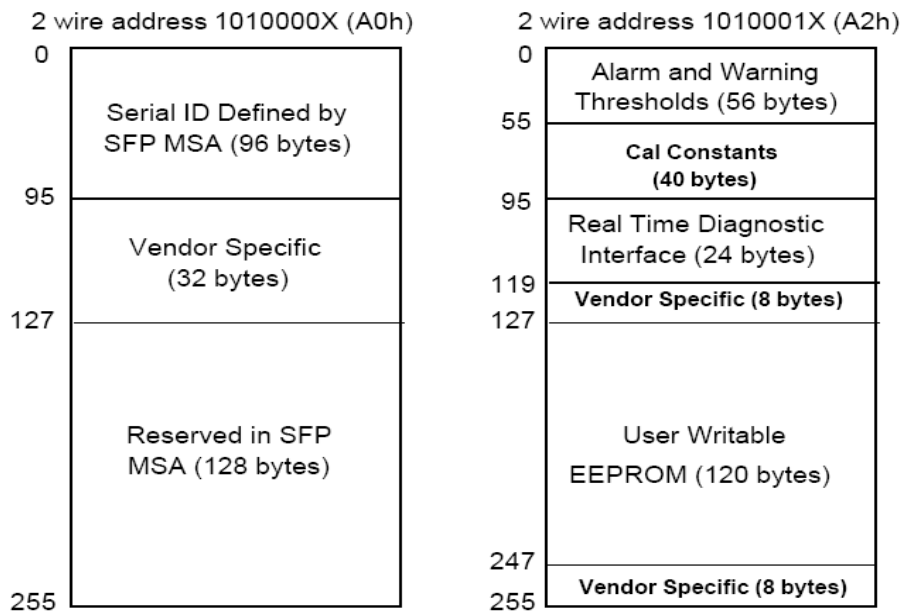 2 wire address 1010000X (A0h)
0
Serial ID Defined by
SFP MSA (96 bytes)
95
Vendor Specific
(32 bytes)
127
Reserved in SFP
MSA (128 bytes)
255
2 wire address 1010001X (A2h)
0
Alarm and Warning
Thresholds (56 bytes)
55
Cal Constants
(40 bytes)
95
Real Time Diagnostic
Interface (24 bytes)
119
Vendor Specific (8 bytes)
127
User Writable
EEPROM (120 bytes)
247
Vendor Specific (8 bytes)
255